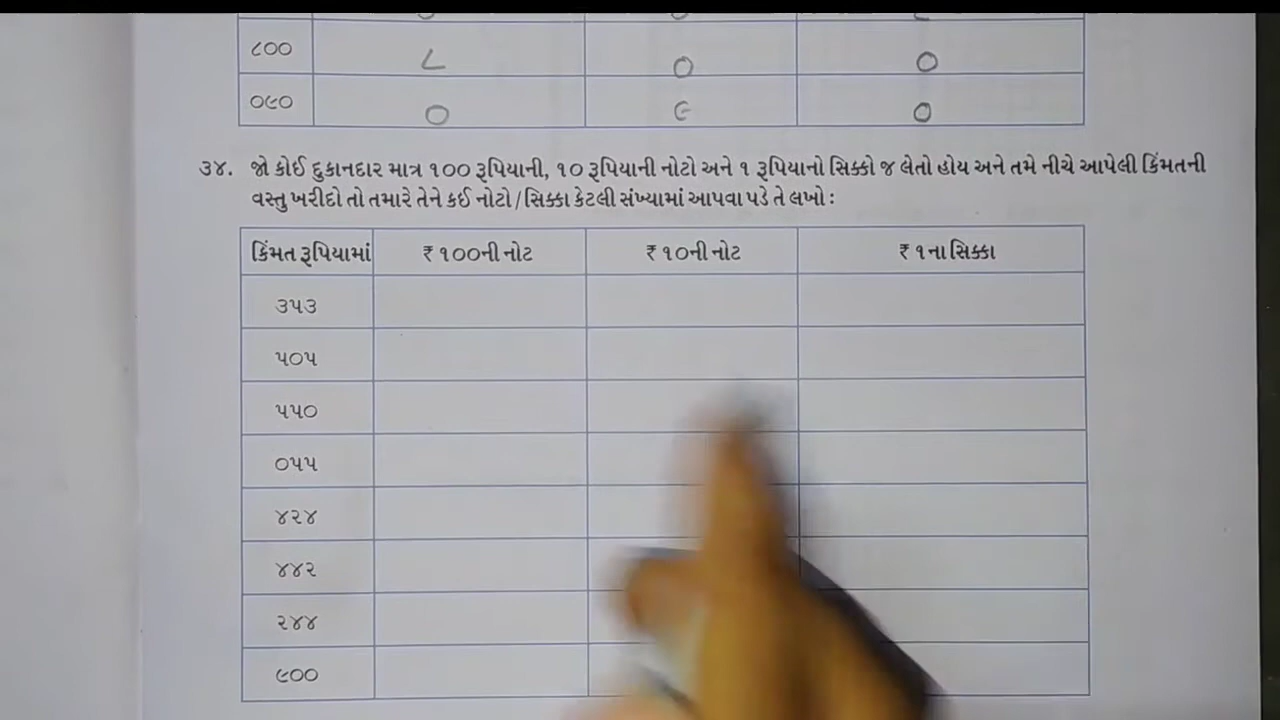 ૮૦૦ ૮ ૦ ૦
૦૯૦ ૦ ૯ ૦
૩૪. જો કોઈ દુકાનદાર માત્ર ૧૦૦ રૂપિયાની, ૧૦ રૂપિયાની નોટો અને ૧ રૂપિયાનો સિક્કો જ લેતો હોય અને તમે નીચે આપેલી કિંમતની
વસ્તુ ખરીદો તો તમારે તેને કઈ નોટો / સિક્કા કેટલી સંખ્યામાં આપવા પડે તે લખો :
કિંમત રૂપિયામાં ₹ ૧૦૦ની નોટ ₹ ૧૦ની નોટ ₹ ૧ના સિક્કા
૩૫૩
૫૦૫
૫૫૦
૦૫૫
૪૨૪
૪૪૨
૨૪૪
૯૦૦